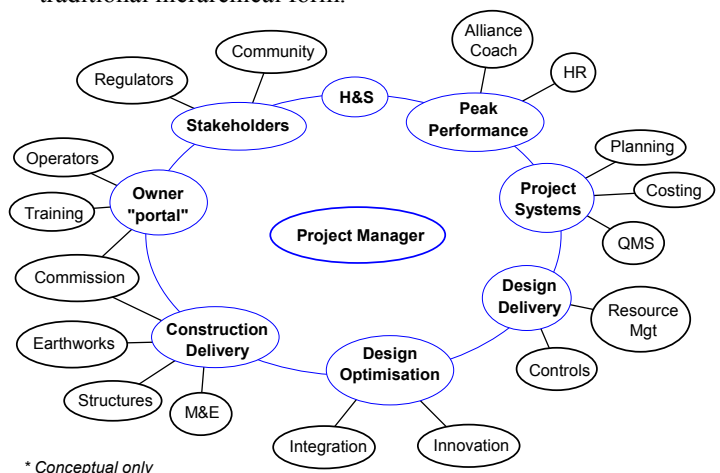 traditional hierarchical form.
Alliance
Coach
Community
HR
Regulators
H&S
Peak
Performance
Stakeholders
Planning
Operators
Owner
"portal"
Project
Systems
Costing
Training
Project Manager
QMS
Commission
Design
Delivery
Resource
Mgt
Construction
Delivery
Earthworks
Design
Optimisation
Controls
Structures
M&E
Integration
Innovation
* Conceptual only